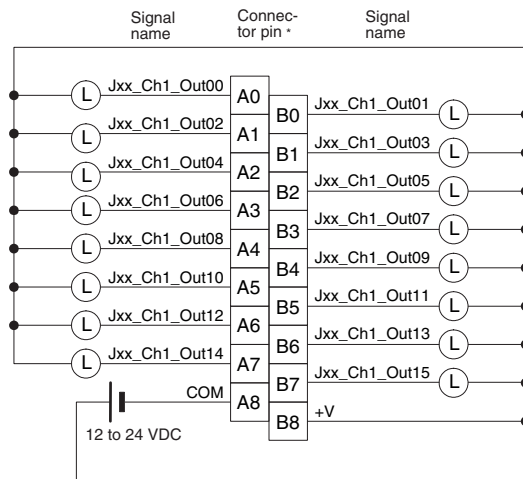 Signal name
Connec- tor pin *
Signal name
L Jxx_Ch1_Out00 A0
B0 Jxx_Ch1_Out01 L
L Jxx_Ch1_Out02 A1
B1 Jxx_Ch1_Out03 L
L Jxx_Ch1_Out04 A2
B2 Jxx_Ch1_Out05 L
L Jxx_Ch1_Out06 A3
B3 Jxx_Ch1_Out07 L
L Jxx_Ch1_Out08 A4
B4 Jxx_Ch1_Out09 L
L Jxx_Ch1_Out10 A5
B5 Jxx_Ch1_Out11 L
L Jxx_Ch1_Out12 A6
B6 Jxx_Ch1_Out13 L
L Jxx_Ch1_Out14 A7
B7 Jxx_Ch1_Out15 L
COM A8
B8 +V
12 to 24 VDC